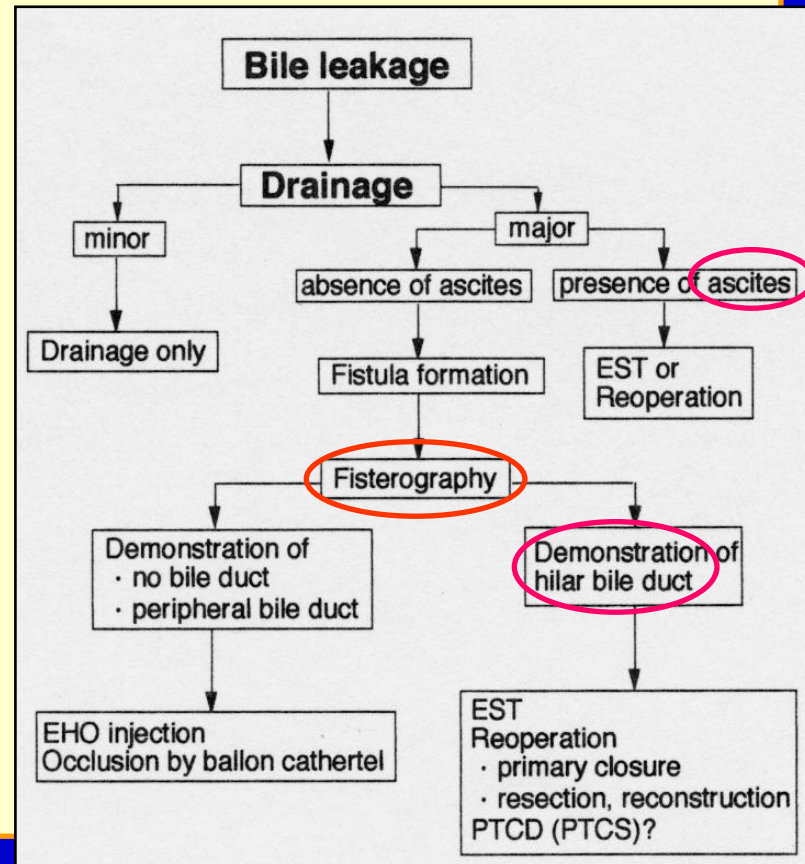 Bile leakage
Drainage
minor
major
absence of ascites
presence of ascites
Drainage only
Fistula formation
EST or
Reoperation
Fisterography
Demonstration of
· no bile duct
· peripheral bile duct
Demonstration of
hilar bile duct
EHO injection
Occlusion by ballon cathertel
EST
Reoperation
· primary closure
· resection, reconstruction
PTCD (PTCS)?